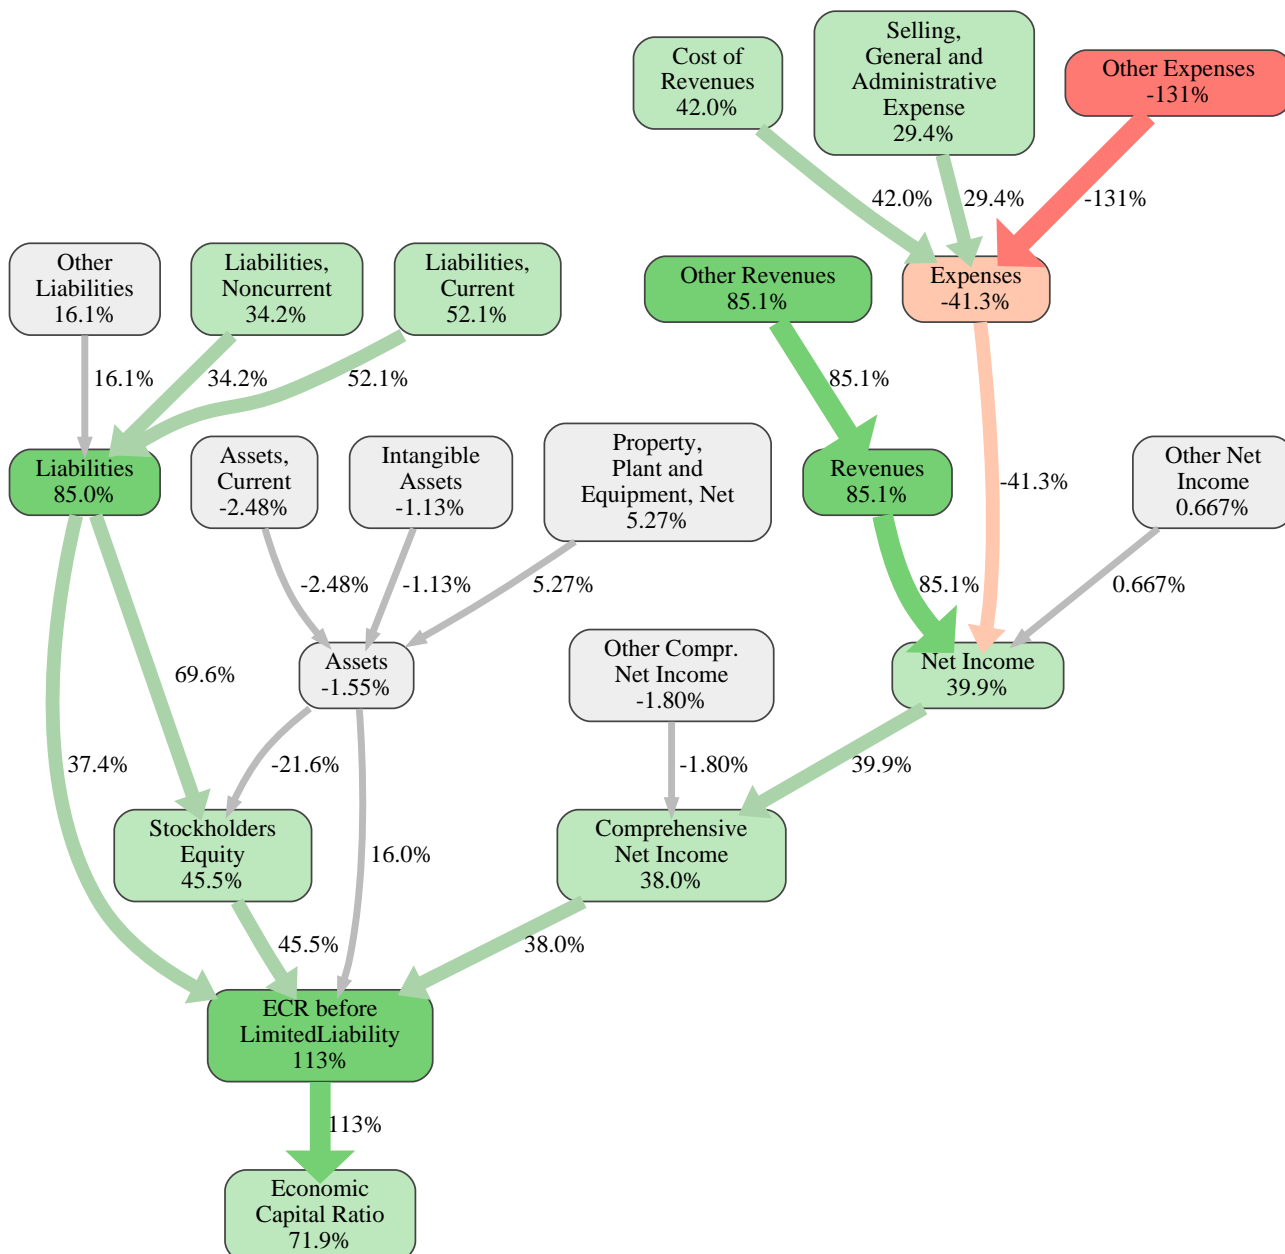 Cost of
Revenues
42.0%
Selling,
General and
Administrative
Expense
29.4%
Other Expenses
-131%
42.0%
29.4%
-131%
Other
Liabilities
16.1%
Liabilities,
Noncurrent
34.2%
Liabilities,
Current
52.1%
Other Revenues
85.1%
Expenses
-41.3%
16.1%
34.2%
52.1%
85.1%
-41.3%
Liabilities
85.0%
Assets,
Current
-2.48%
Intangible
Assets
-1.13%
Property,
Plant and
Equipment, Net
5.27%
Revenues
85.1%
Other Net
Income
0.667%
-2.48%
-1.13%
5.27%
85.1%
0.667%
69.6%
Assets
-1.55%
Other Compr.
Net Income
-1.80%
Net Income
39.9%
37.4%
-21.6%
-1.80%
39.9%
Stockholders
Equity
45.5%
16.0%
Comprehensive
Net Income
38.0%
45.5%
38.0%
ECR before
LimitedLiability
113%
113%
Economic
Capital Ratio
71.9%